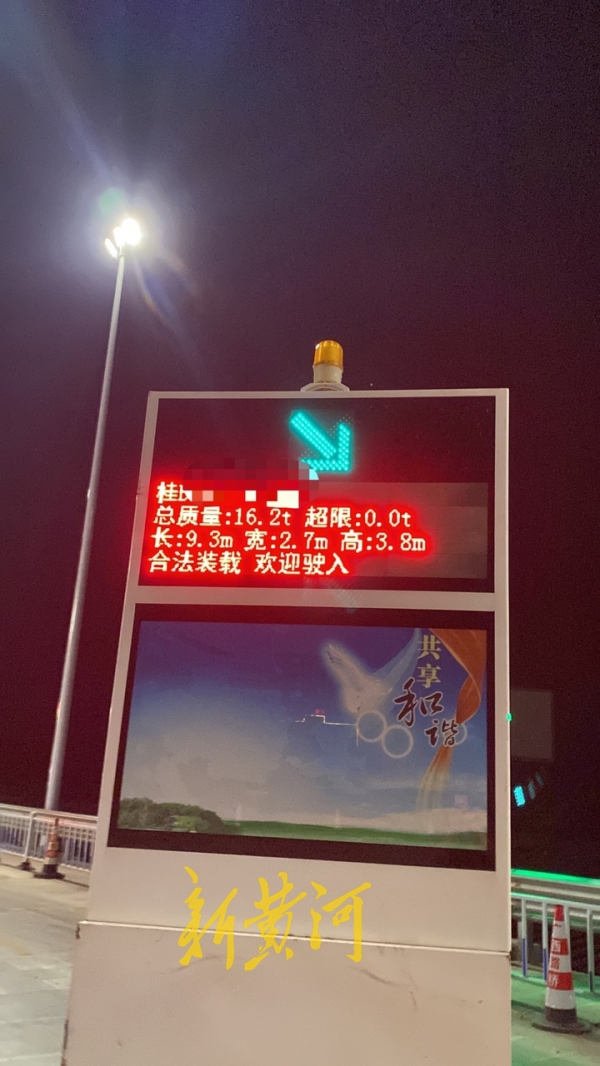 桂
总质量:16.2t 超限:0.0t
长:9.3m 宽:2.7m 高:3.8m
合法装载 欢迎驶入
共享
和谐
新黄河